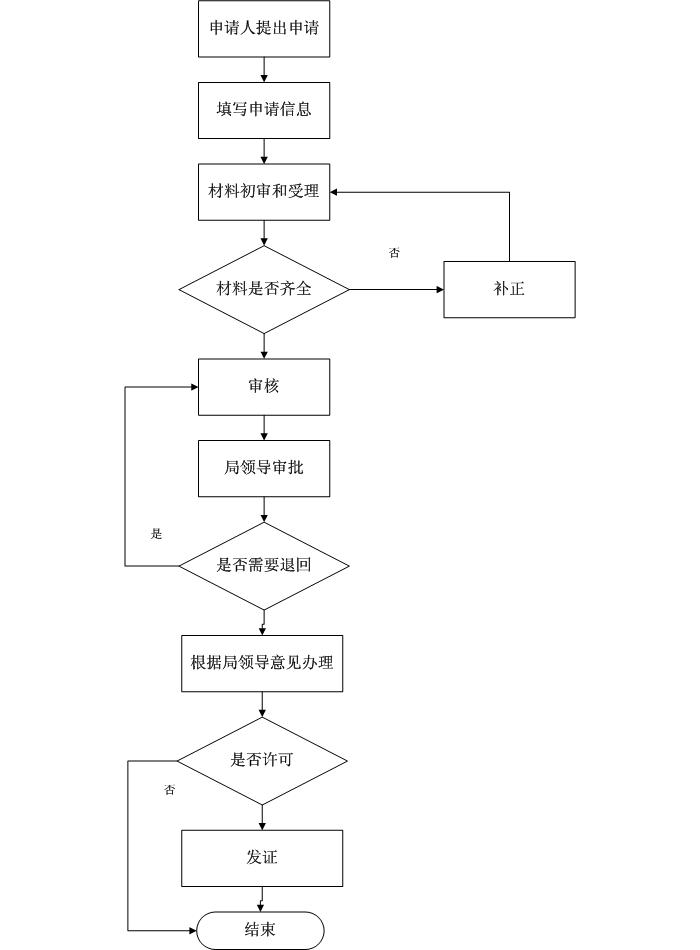 申请人提出申请
填写申请信息
材料初审和受理
否
材料是否齐全
补正
审核
局领导审批
是
是否需要退回
根据局领导意见办理
是否许可
否
发证
结束